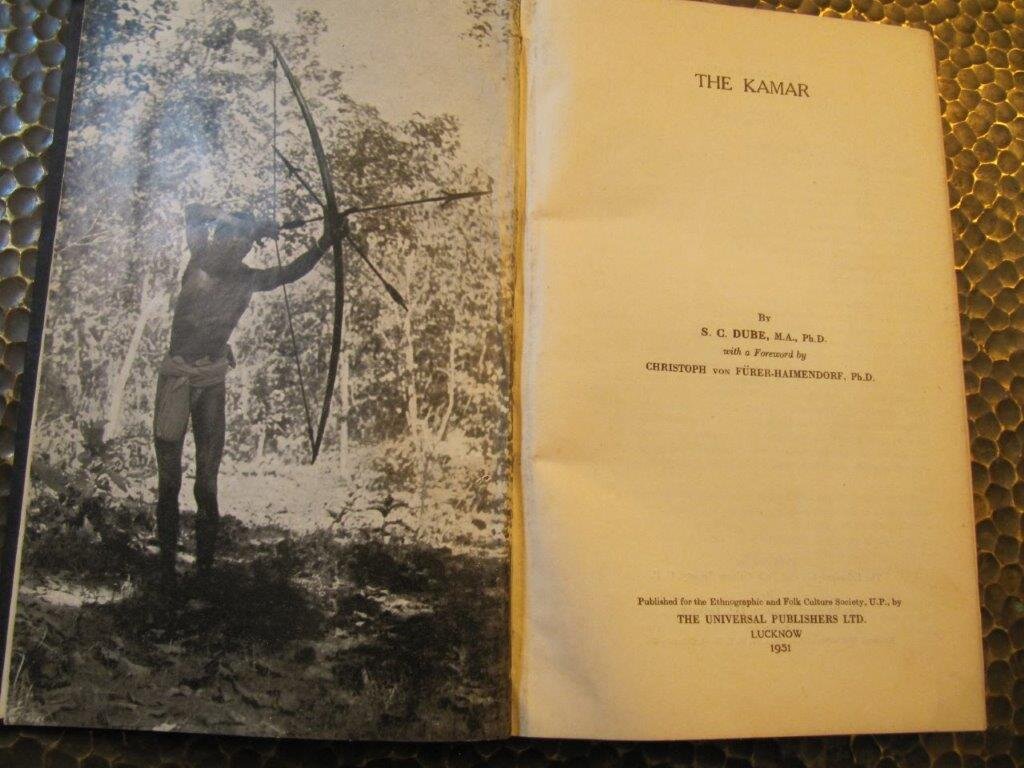 THE KAMAR
By
S. C. DUBE, M.A., Ph.D.
with a Foreword by
CHRISTOPH VON FÜRER-HAIMENDORF, Ph.D.
Published for the Ethnographic and Folk Culture Society, U.P., by
THE UNIVERSAL PUBLISHERS LTD.
LUCKNOW
1951